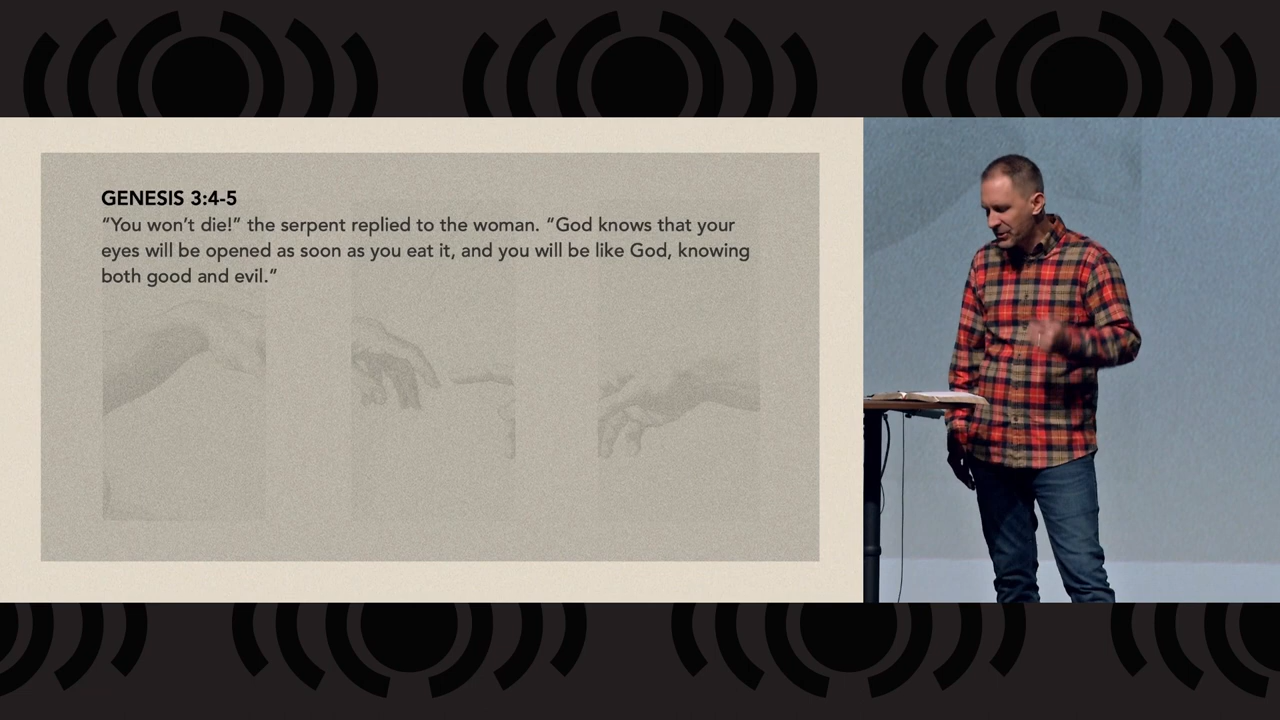 GENESIS 3:4-5
“You won’t die!” the serpent replied to the woman. “God knows that your
eyes will be opened as soon as you eat it, and you will be like God, knowing
both good and evil.“